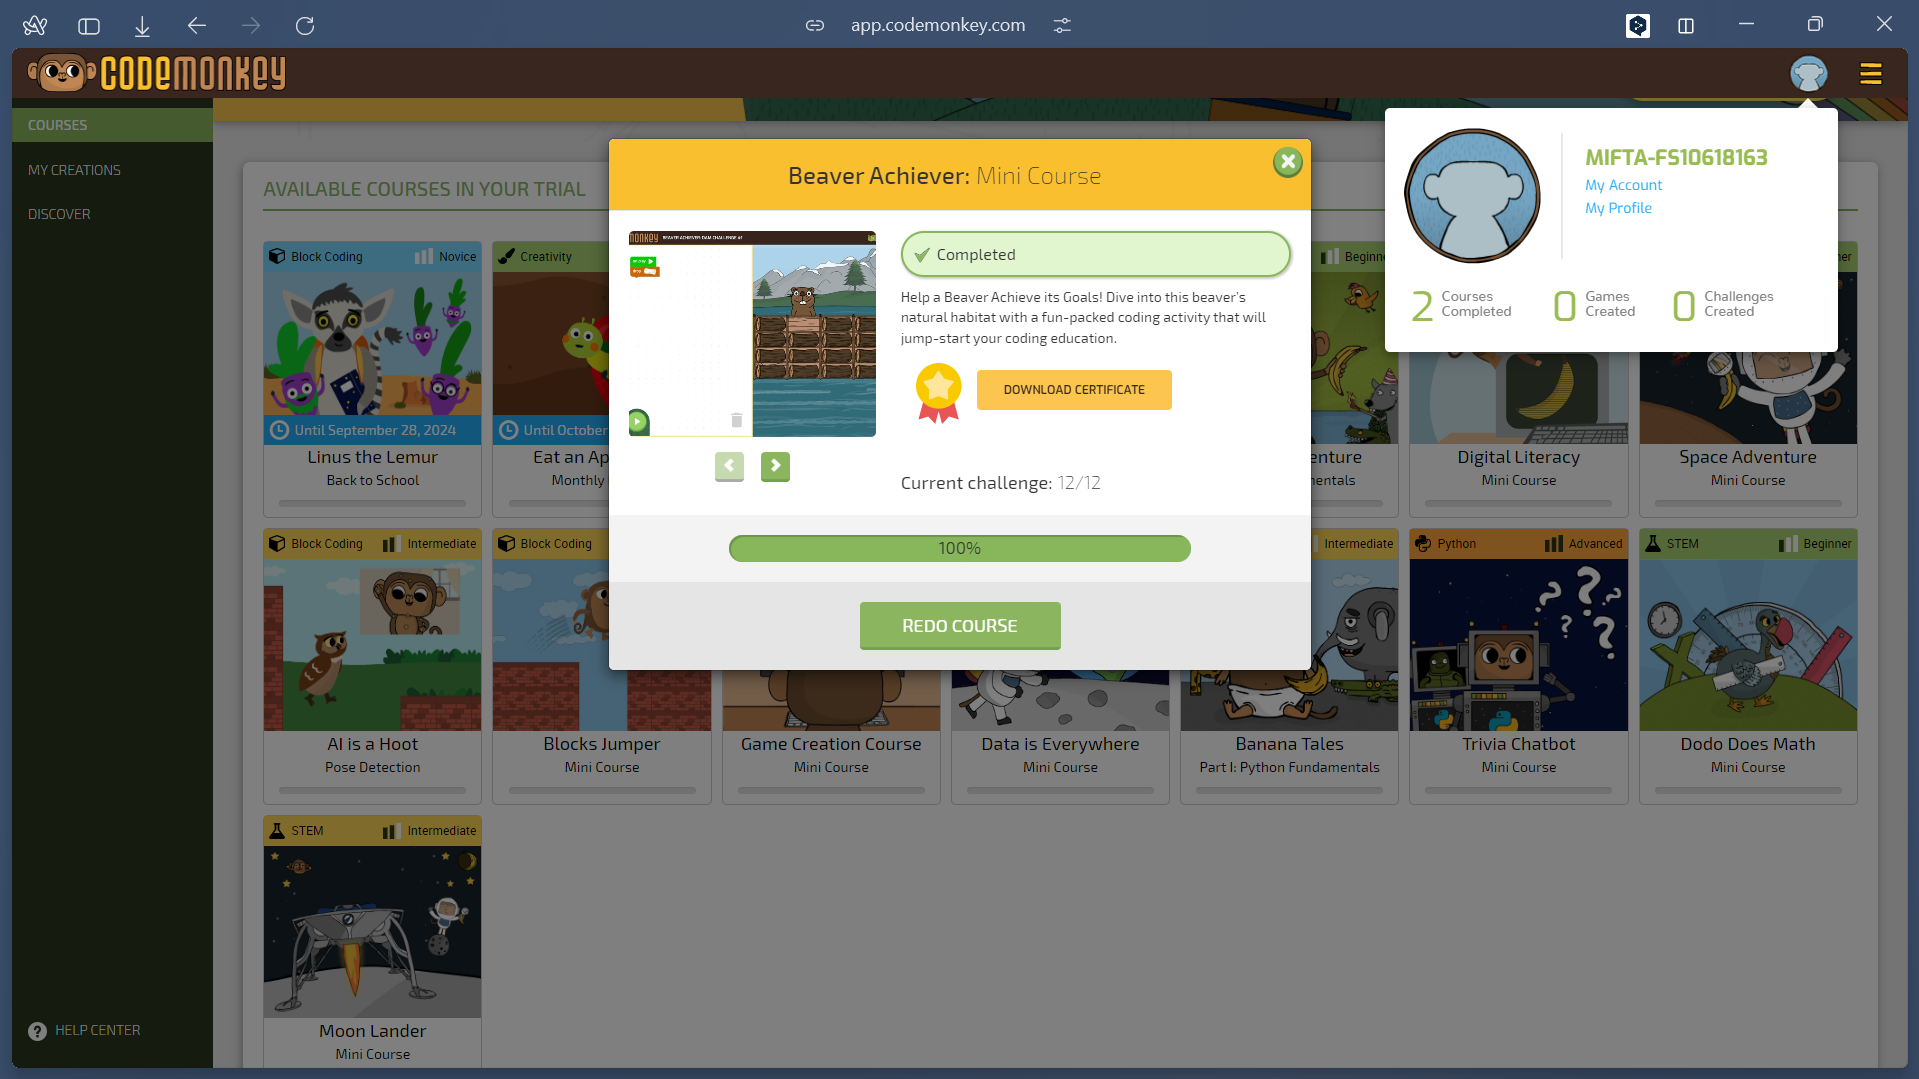 app.codemonkey.com
CODEMONKEY
COURSES
MY CREATIONS
DISCOVER
HELP CENTER
AVAILABLE COURSES IN YOUR TRIAL
Block Coding
Novice
Until September 28, 2024
Linus the Lemur
Back to School
Creativity
Until October
Eat an Ap
Monthly
Beginn
enture
entals
Digital Literacy
Mini Course
ner
Space Adventure
Mini Course
Block Coding
Intermediate
AI is a Hoot
Pose Detection
Block Coding
Blocks Jumper
Mini Course
Game Creation Course
Mini Course
Data is Everywhere
Mini Course
Intermediate
Banana Tales
Part I: Python Fundamentals
Python
Advanced
Trivia Chatbot
Mini Course
STEM
Beginner
Dodo Does Math
Mini Course
STEM
Intermediate
Moon Lander
Mini Course
Beaver Achiever: Mini Course
MONKEY
BEAVER ACHIEVER: DAM CHALLENGE #1
Completed
Help a Beaver Achieve its Goals! Dive into this beaver's
natural habitat with a fun-packed coding activity that will
jump-start your coding education.
DOWNLOAD CERTIFICATE
Current challenge: 12/12
100%
REDO COURSE
MIFTA-FS10618163
My Account
My Profile
2 Courses Completed
0 Games Created
0 Challenges Created